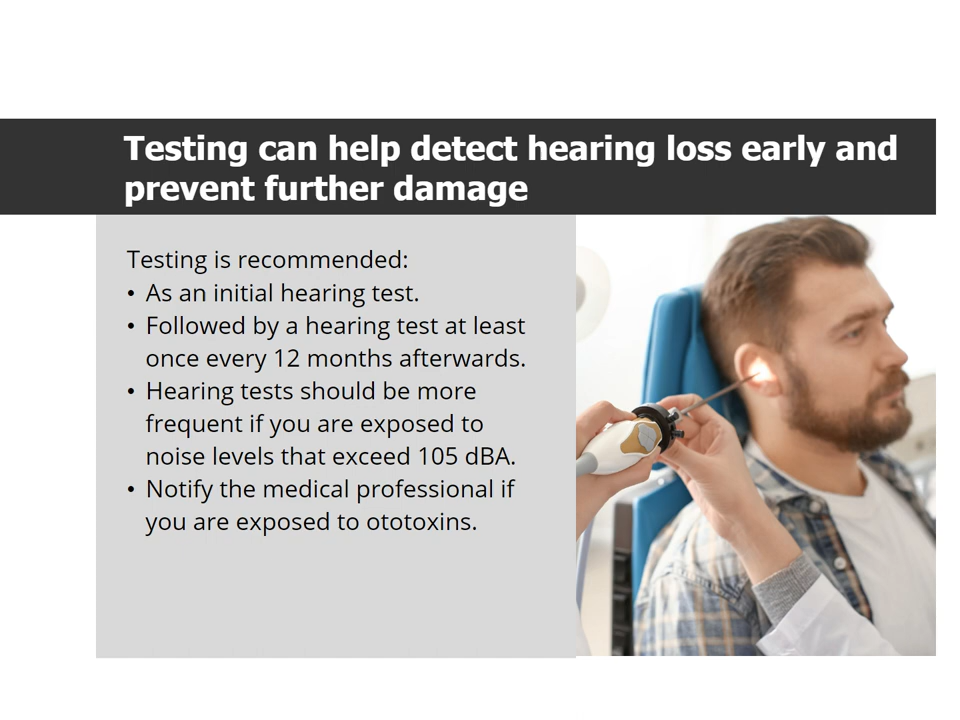 Testing can help detect hearing loss early and
prevent further damage
Testing is recommended:
• As an initial hearing test.
• Followed by a hearing test at least
once every 12 months afterwards.
• Hearing tests should be more
frequent if you are exposed to
noise levels that exceed 105 dBA.
• Notify the medical professional if
you are exposed to ototoxins.